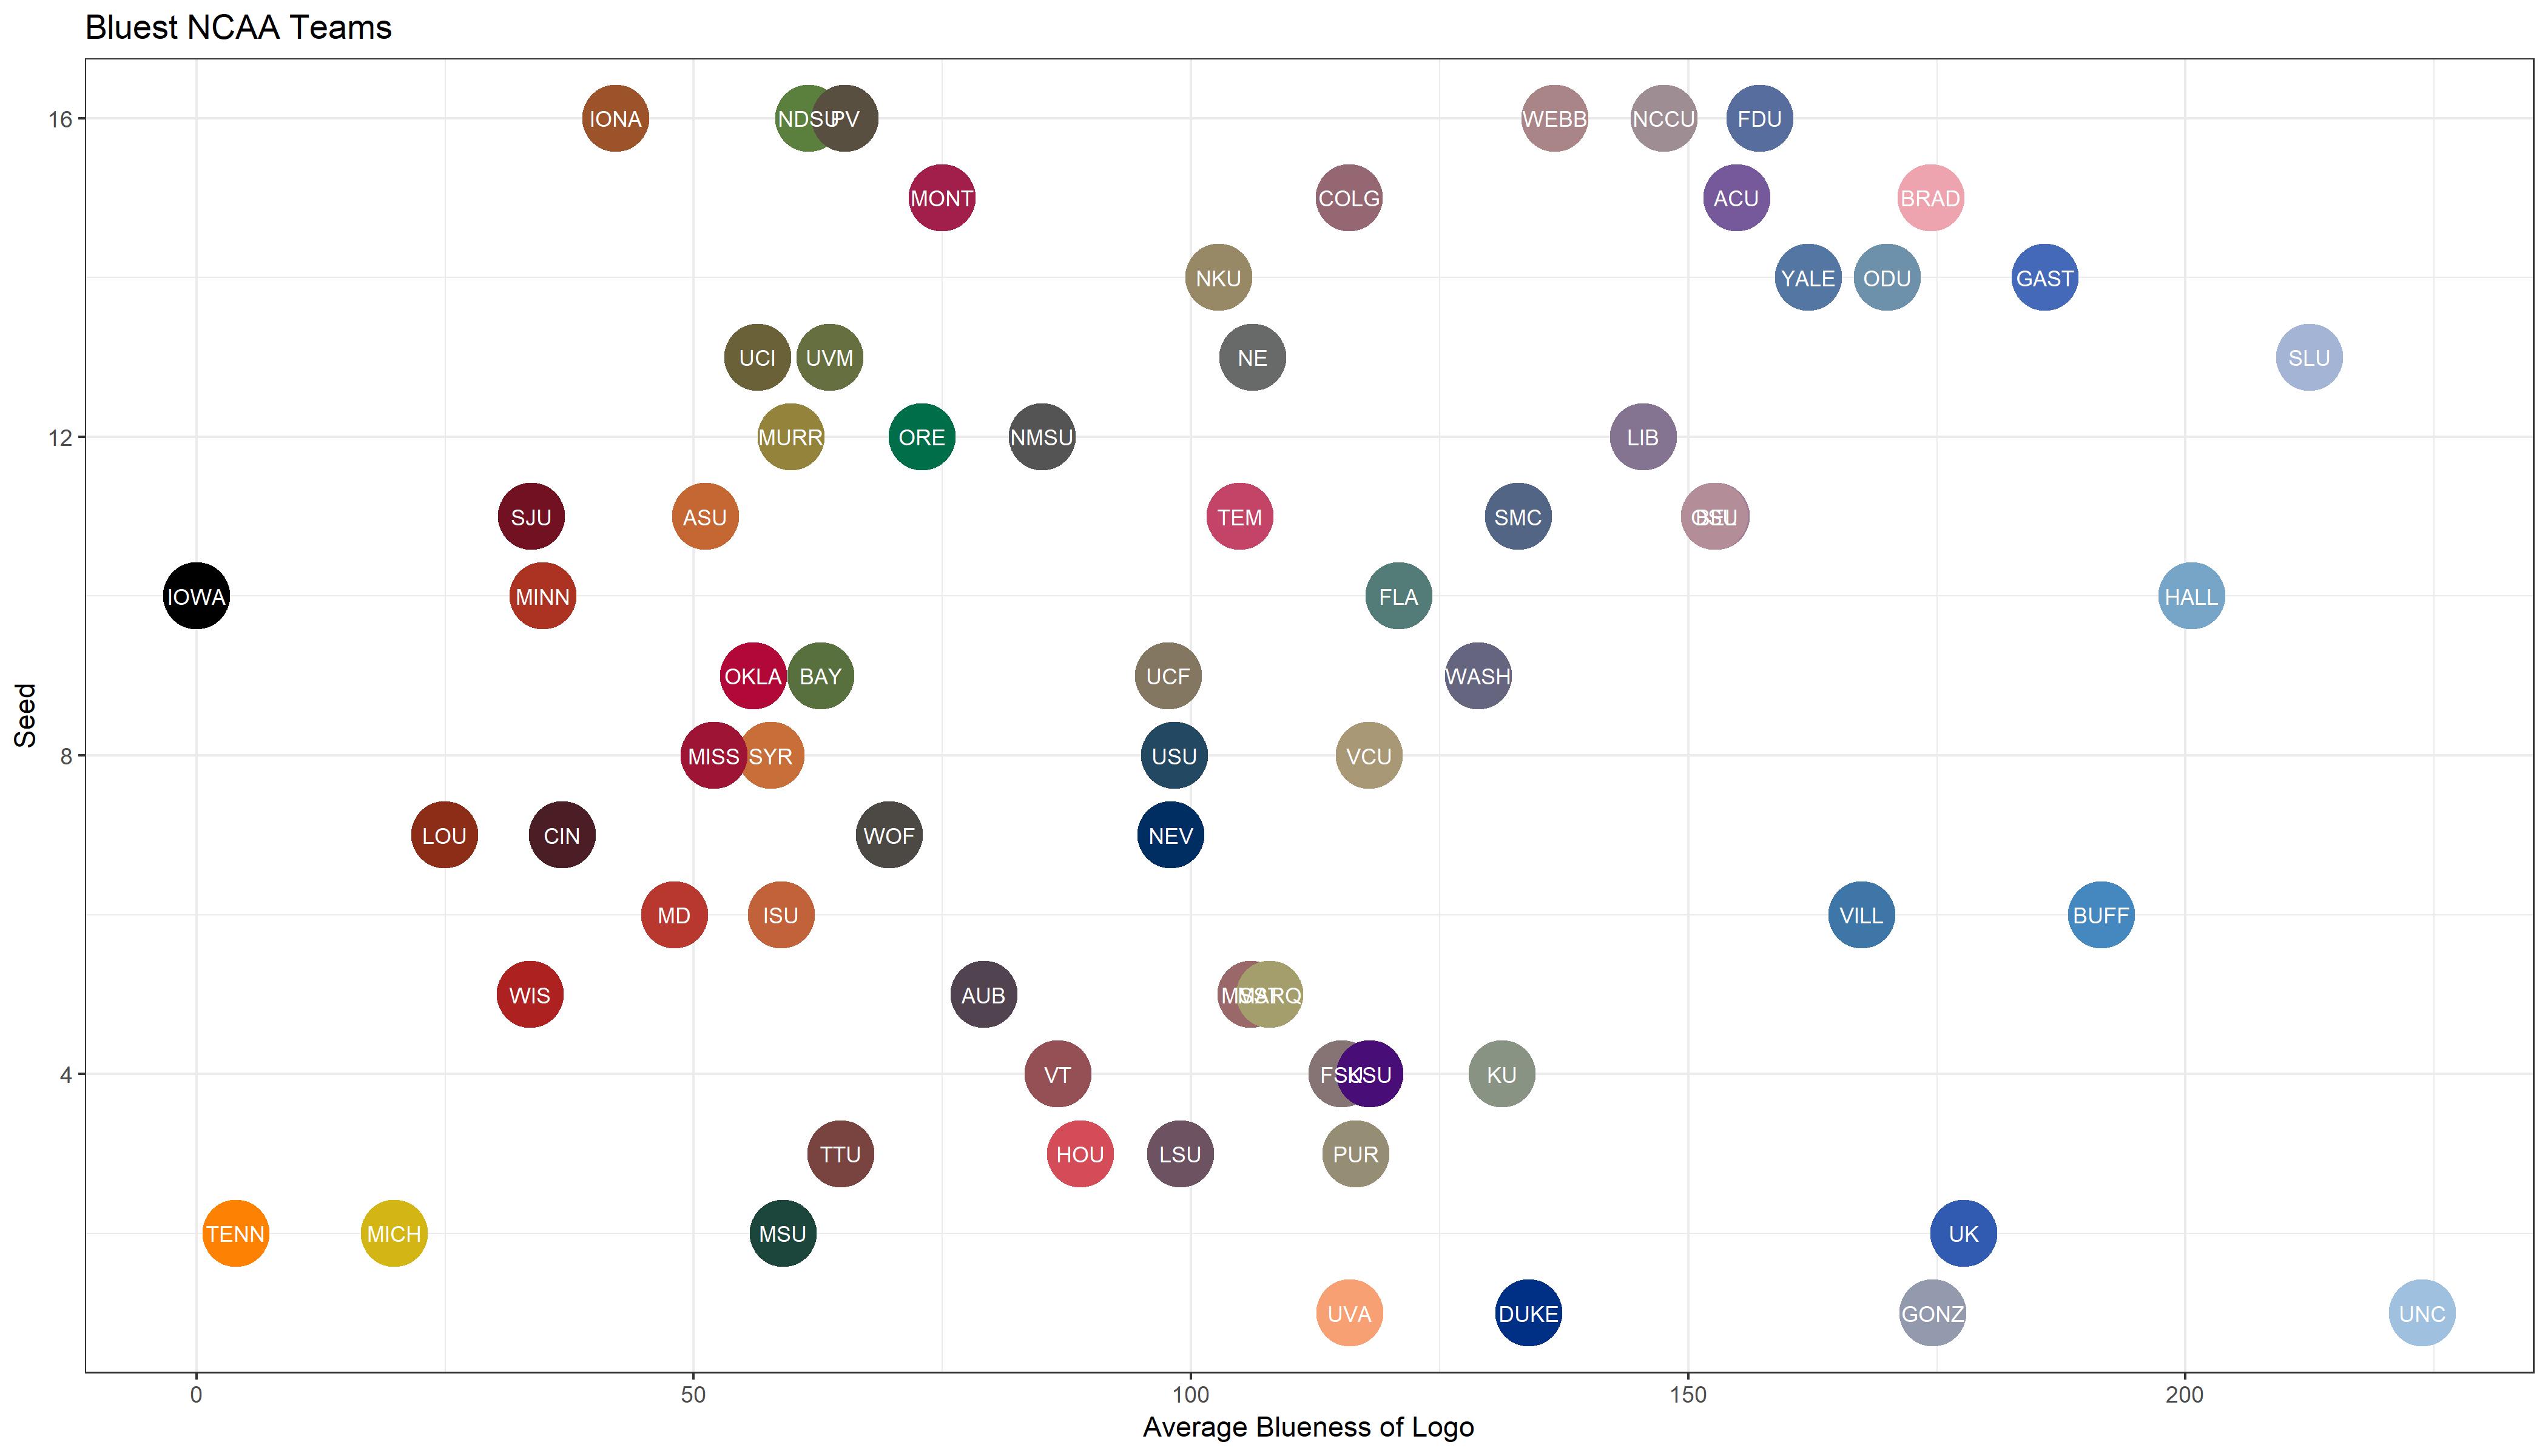 Bluest NCAA Teams
16
IONA NDSU PV WEBB NCCU FDU
MONT COLG ACU BRAD
NKU YALE ODU GAST
UCI UVM NE SLU
12
MURR ORE NMSU LIB
SJU ASU TEM SMC
IOWA MINN FLA HALL
OKLA BAY UCF WASH
8
MISS SYR USU VCU
LOU CIN WOF NEV
MD ISU VILL BUFF
WIS AUB MARQ
4
VT FSU KSU KU
TTU HOU LSU PUR
TENN MICH MSU UK
UVA DUKE GONZ UNC
Seed
0 50 100 150 200
Average Blueness of Logo